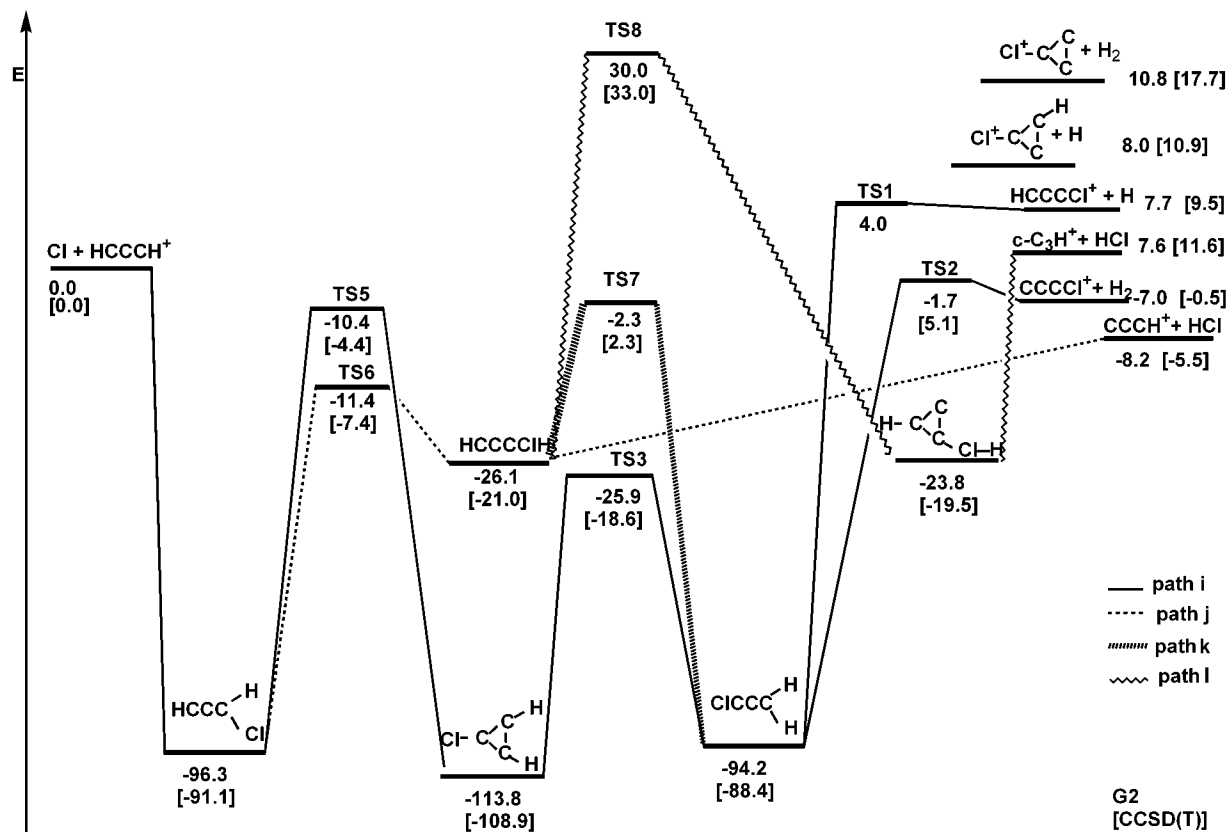 E
TS8
30.0
[33.0]
Cl⁺–C C C + H₂
10.8 [17.7]
Cl⁺–C C C H + H
8.0 [10.9]
TS1
4.0
HCCCCl⁺ + H
7.7 [9.5]
Cl + HCCCH⁺
0.0
[0.0]
c-C₃H⁺ + HCl
7.6 [11.6]
TS2
-1.7
[5.1]
CCCCl⁺ + H₂
-7.0 [-0.5]
TS5
-10.4
[-4.4]
TS7
-2.3
[2.3]
CCCH⁺ + HCl
-8.2 [-5.5]
TS6
-11.4
[-7.4]
HCCCClH
-26.1
[-21.0]
TS3
-25.9
[-18.6]
H–C C C Cl–H
-23.8
[-19.5]
HCCC H Cl
-96.3
[-91.1]
Cl–C C C H H
-113.8
[-108.9]
ClCCC H H
-94.2
[-88.4]
path i
path j
path k
path l
G2
[CCSD(T)]